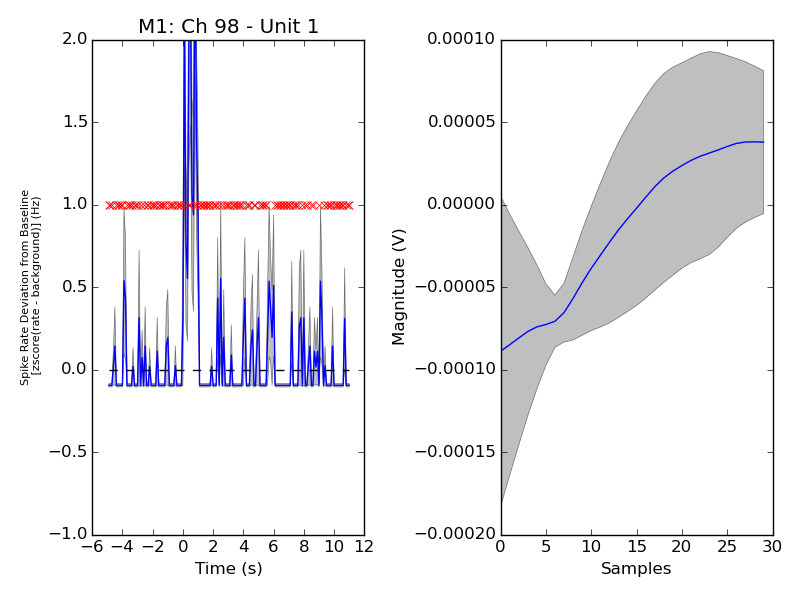 M1: Ch 98 - Unit 1
2.0
1.5
1.0
0.5
0.0
−0.5
−1.0
Spike Rate Deviation from Baseline
[zscore(rate - background)] (Hz)
−6 −4 −2 0 2 4 6 8 10 12
Time (s)
0.00010
0.00005
0.00000
−0.00005
−0.00010
−0.00015
−0.00020
Magnitude (V)
0 5 10 15 20 25 30
Samples